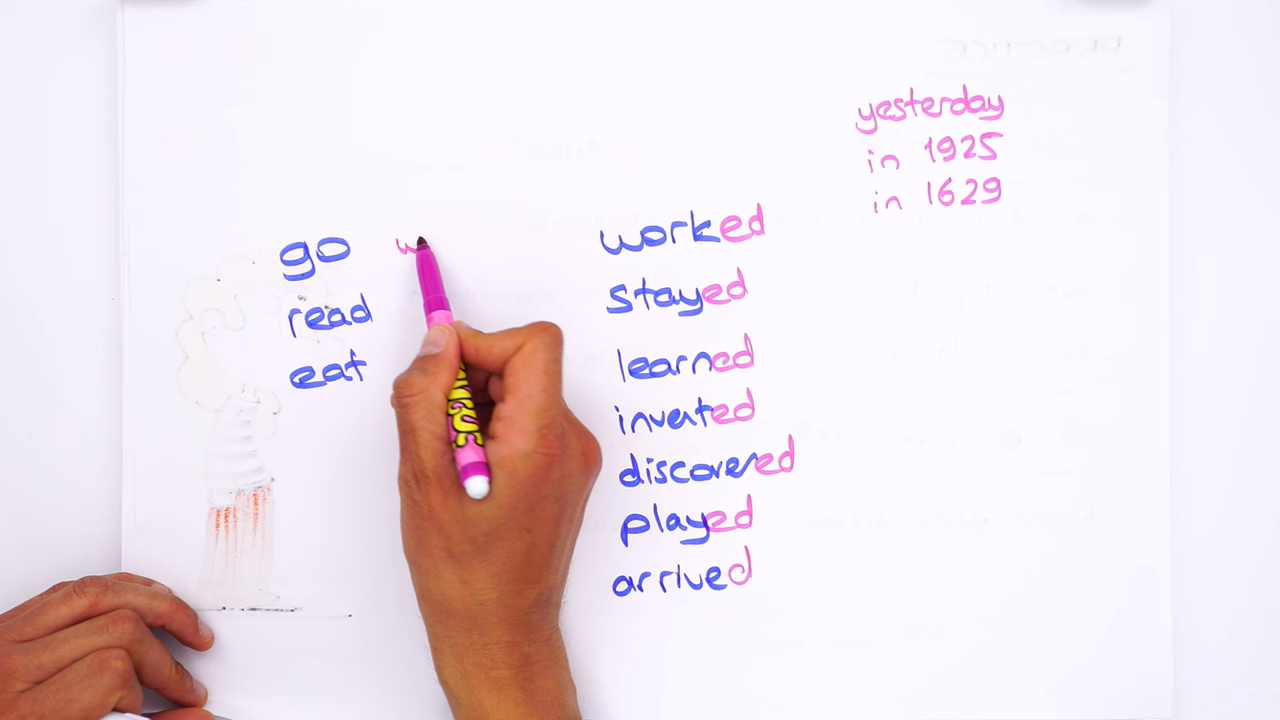 yesterday
in 1925
in 1629
go w
read
eat
worked
stayed
learned
invented
discovered
played
arrived